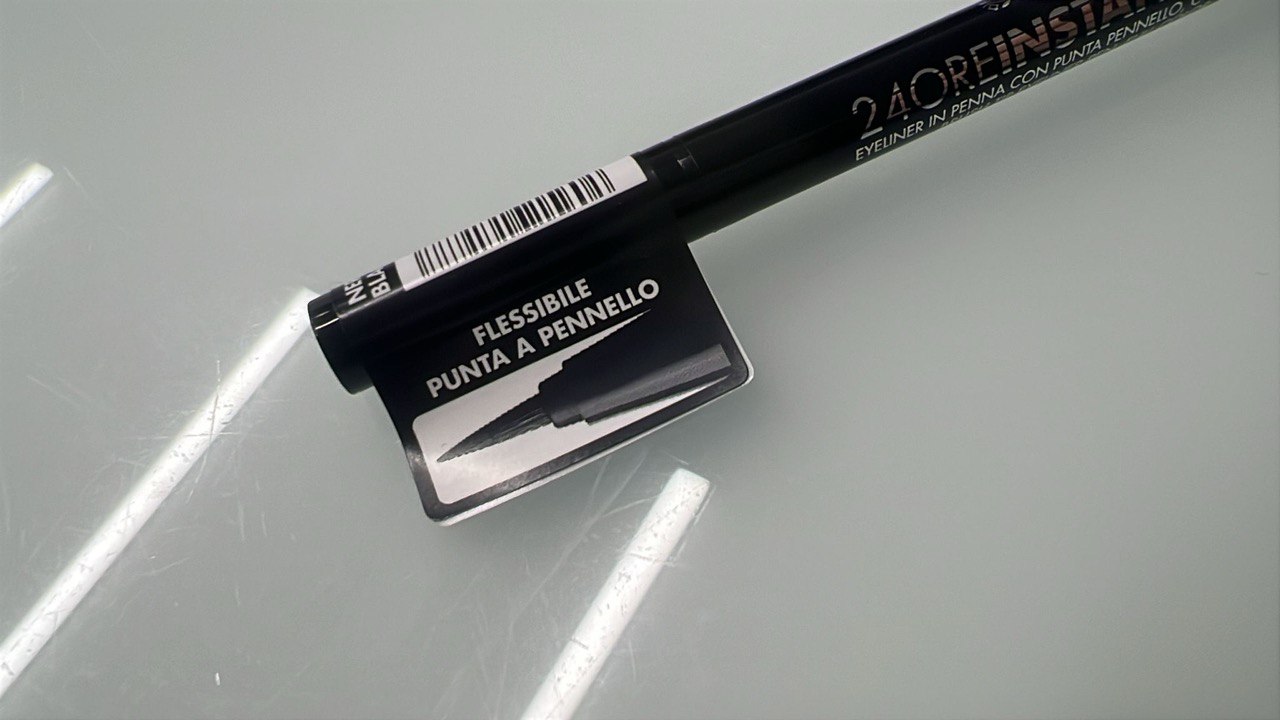 24OREINSTA
EYELINER IN PENNA CON PUNTA PENNELLO
FLESSIBILE
PUNTA A PENNELLO